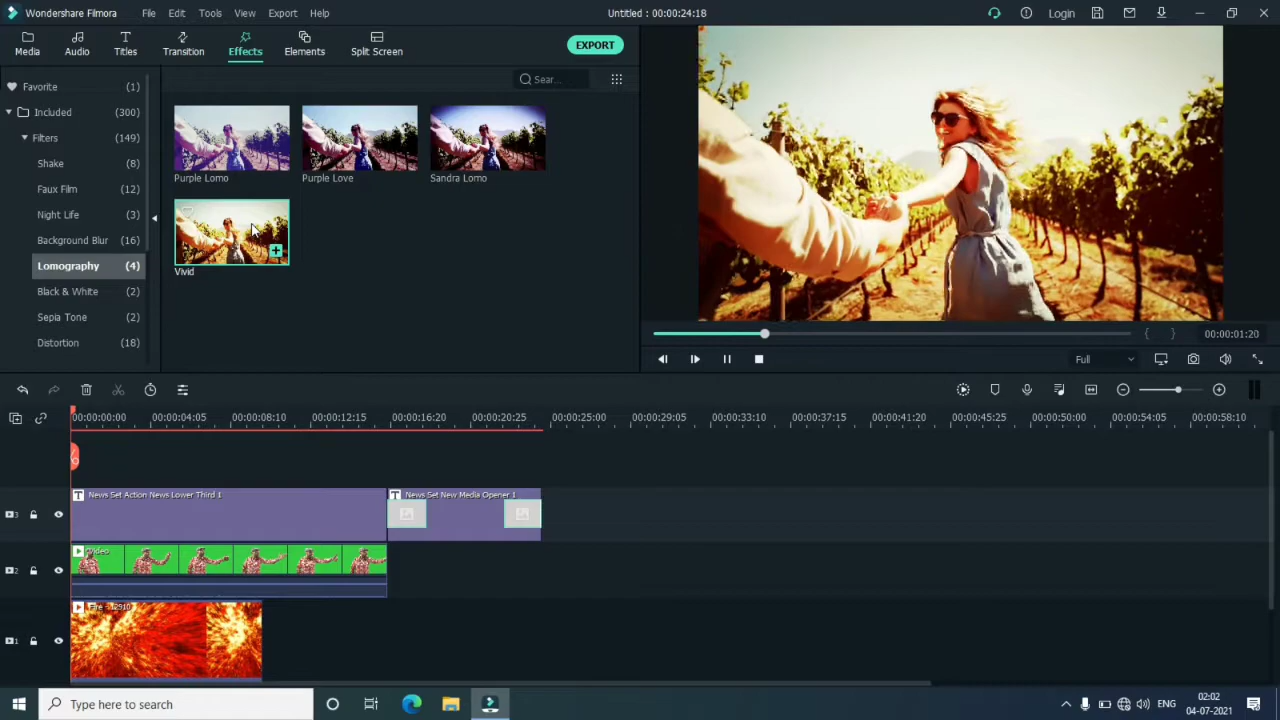 Wondershare Filmora File Edit Tools View Export Help Untitled : 00:00:24:18 Login
Media Audio Titles Transition Effects Elements Split Screen EXPORT
Favorite (1)
Included (300)
Filters (149)
Shake (8)
Faux Film (12)
Night Life (3)
Background Blur (16)
Lomography (4)
Black & White (2)
Sepia Tone (2)
Distortion (18)
Sear...
Purple Lomo Purple Love Sandra Lomo
Vivid
00:00:01:20
Full
00:00:00:00 00:00:04:05 00:00:08:10 00:00:12:15 00:00:16:20 00:00:20:25 00:00:25:00 00:00:29:05 00:00:33:10 00:00:37:15 00:00:41:20 00:00:45:25 00:00:50:00 00:00:54:05 00:00:58:10
News Set Action News Lower Third 1 News Set New Media Opener 1
3
Video
2
Fire - 12910
1
Type here to search
ENG
02:02
04-07-2021